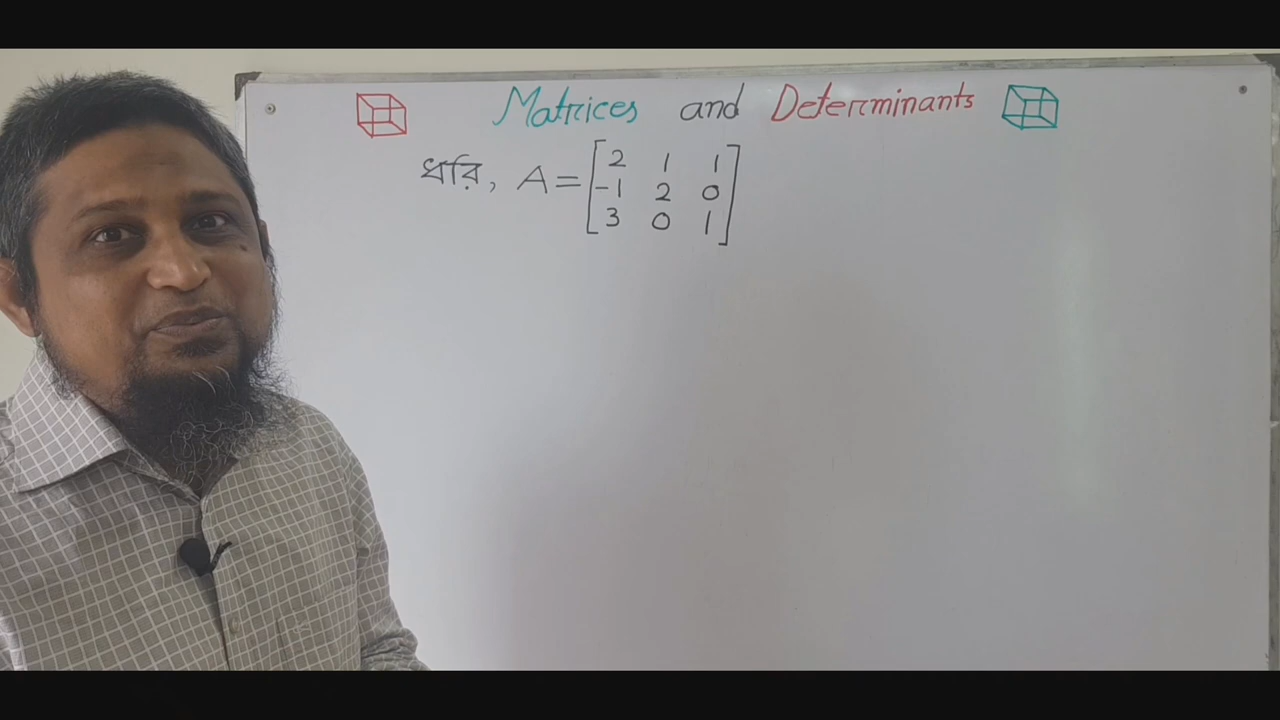 Matrices and Determinants
ধরি, A = [2 1 1
-1 2 0
3 0 1]